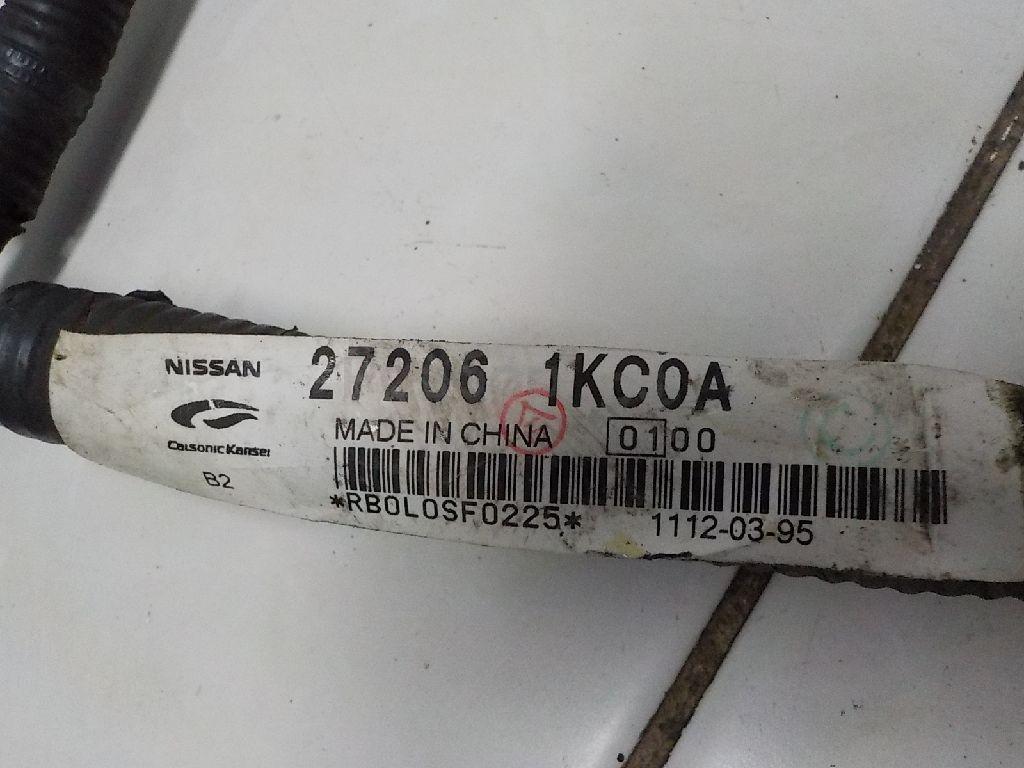 NISSAN
27206 1KC0A
MADE IN CHINA 0100
Calsonic Kansei
B2
*RB0L0SF0225*
1112-03-95